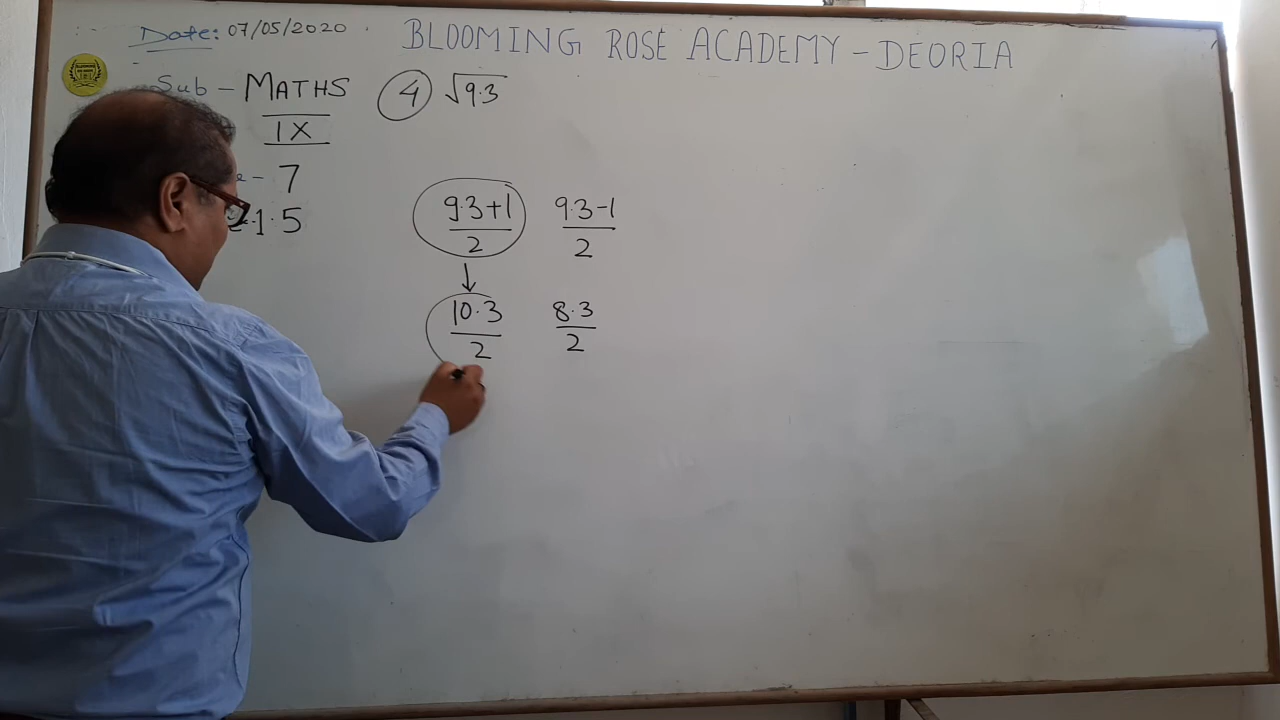 Date: 07/05/2020
BLOOMING ROSE ACADEMY - DEORIA
Sub - MATHS
IX
- 7
1.5
4 √9.3
9.3+1/2 9.3-1/2
10.3/2 8.3/2